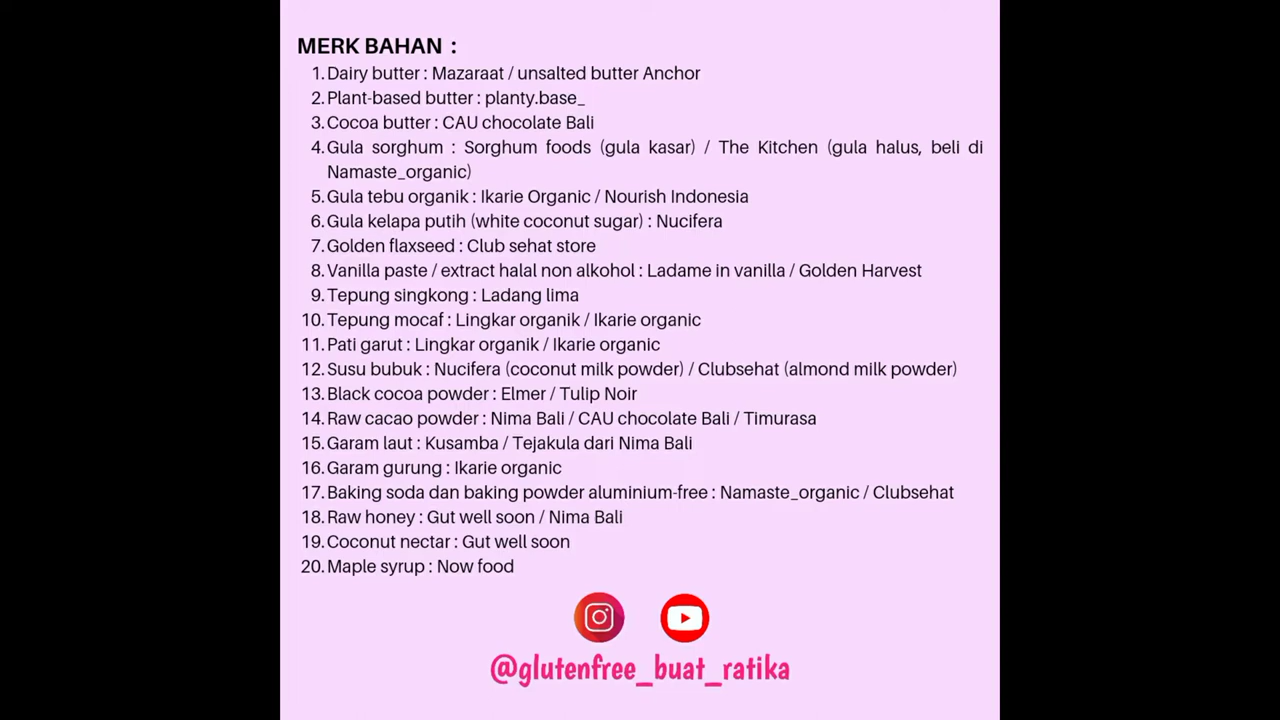 MERK BAHAN :
1. Dairy butter : Mazaraat / unsalted butter Anchor
2. Plant-based butter : planty.base_
3. Cocoa butter : CAU chocolate Bali
4. Gula sorghum : Sorghum foods (gula kasar) / The Kitchen (gula halus, beli di
Namaste_organic)
5. Gula tebu organik : Ikarie Organic / Nourish Indonesia
6. Gula kelapa putih (white coconut sugar) : Nucifera
7. Golden flaxseed : Club sehat store
8. Vanilla paste / extract halal non alkohol : Ladame in vanilla / Golden Harvest
9. Tepung singkong : Ladang lima
10. Tepung mocaf : Lingkar organik / Ikarie organic
11. Pati garut : Lingkar organik / Ikarie organic
12. Susu bubuk : Nucifera (coconut milk powder) / Clubsehat (almond milk powder)
13. Black cocoa powder : Elmer / Tulip Noir
14. Raw cacao powder : Nima Bali / CAU chocolate Bali / Timurasa
15. Garam laut : Kusamba / Tejakula dari Nima Bali
16. Garam gurung : Ikarie organic
17. Baking soda dan baking powder aluminium-free : Namaste_organic / Clubsehat
18. Raw honey : Gut well soon / Nima Bali
19. Coconut nectar : Gut well soon
20. Maple syrup : Now food
@glutenfree_buat_ratika